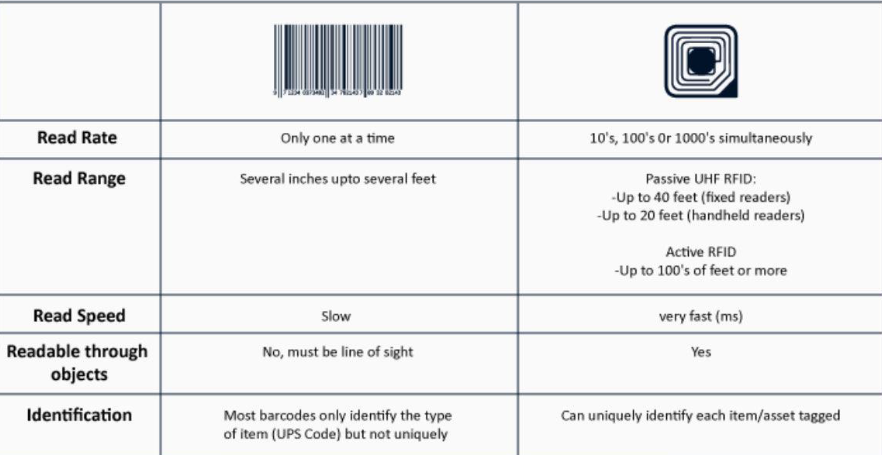 Read Rate
Only one at a time
10's, 100's 0r 1000's simultaneously
Read Range
Several inches upto several feet
Passive UHF RFID:
-Up to 40 feet (fixed readers)
-Up to 20 feet (handheld readers)
Active RFID
-Up to 100's of feet or more
Read Speed
Slow
very fast (ms)
Readable through
objects
No, must be line of sight
Yes
Identification
Most barcodes only identify the type
of item (UPS Code) but not uniquely
Can uniquely identify each item/asset tagged